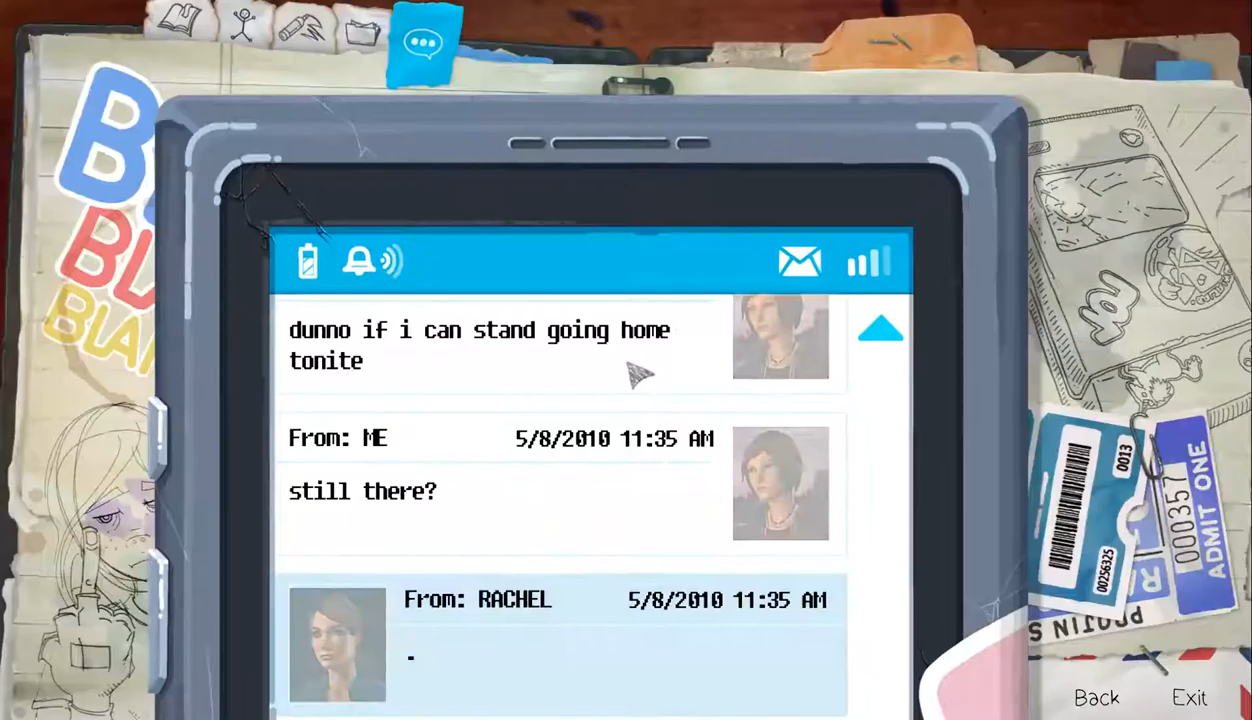 dunno if i can stand going home
tonite
From: ME 5/8/2010 11:35 AM
still there?
From: RACHEL 5/8/2010 11:35 AM
.
0013
00256325
000357
ADMIT ONE
Back Exit